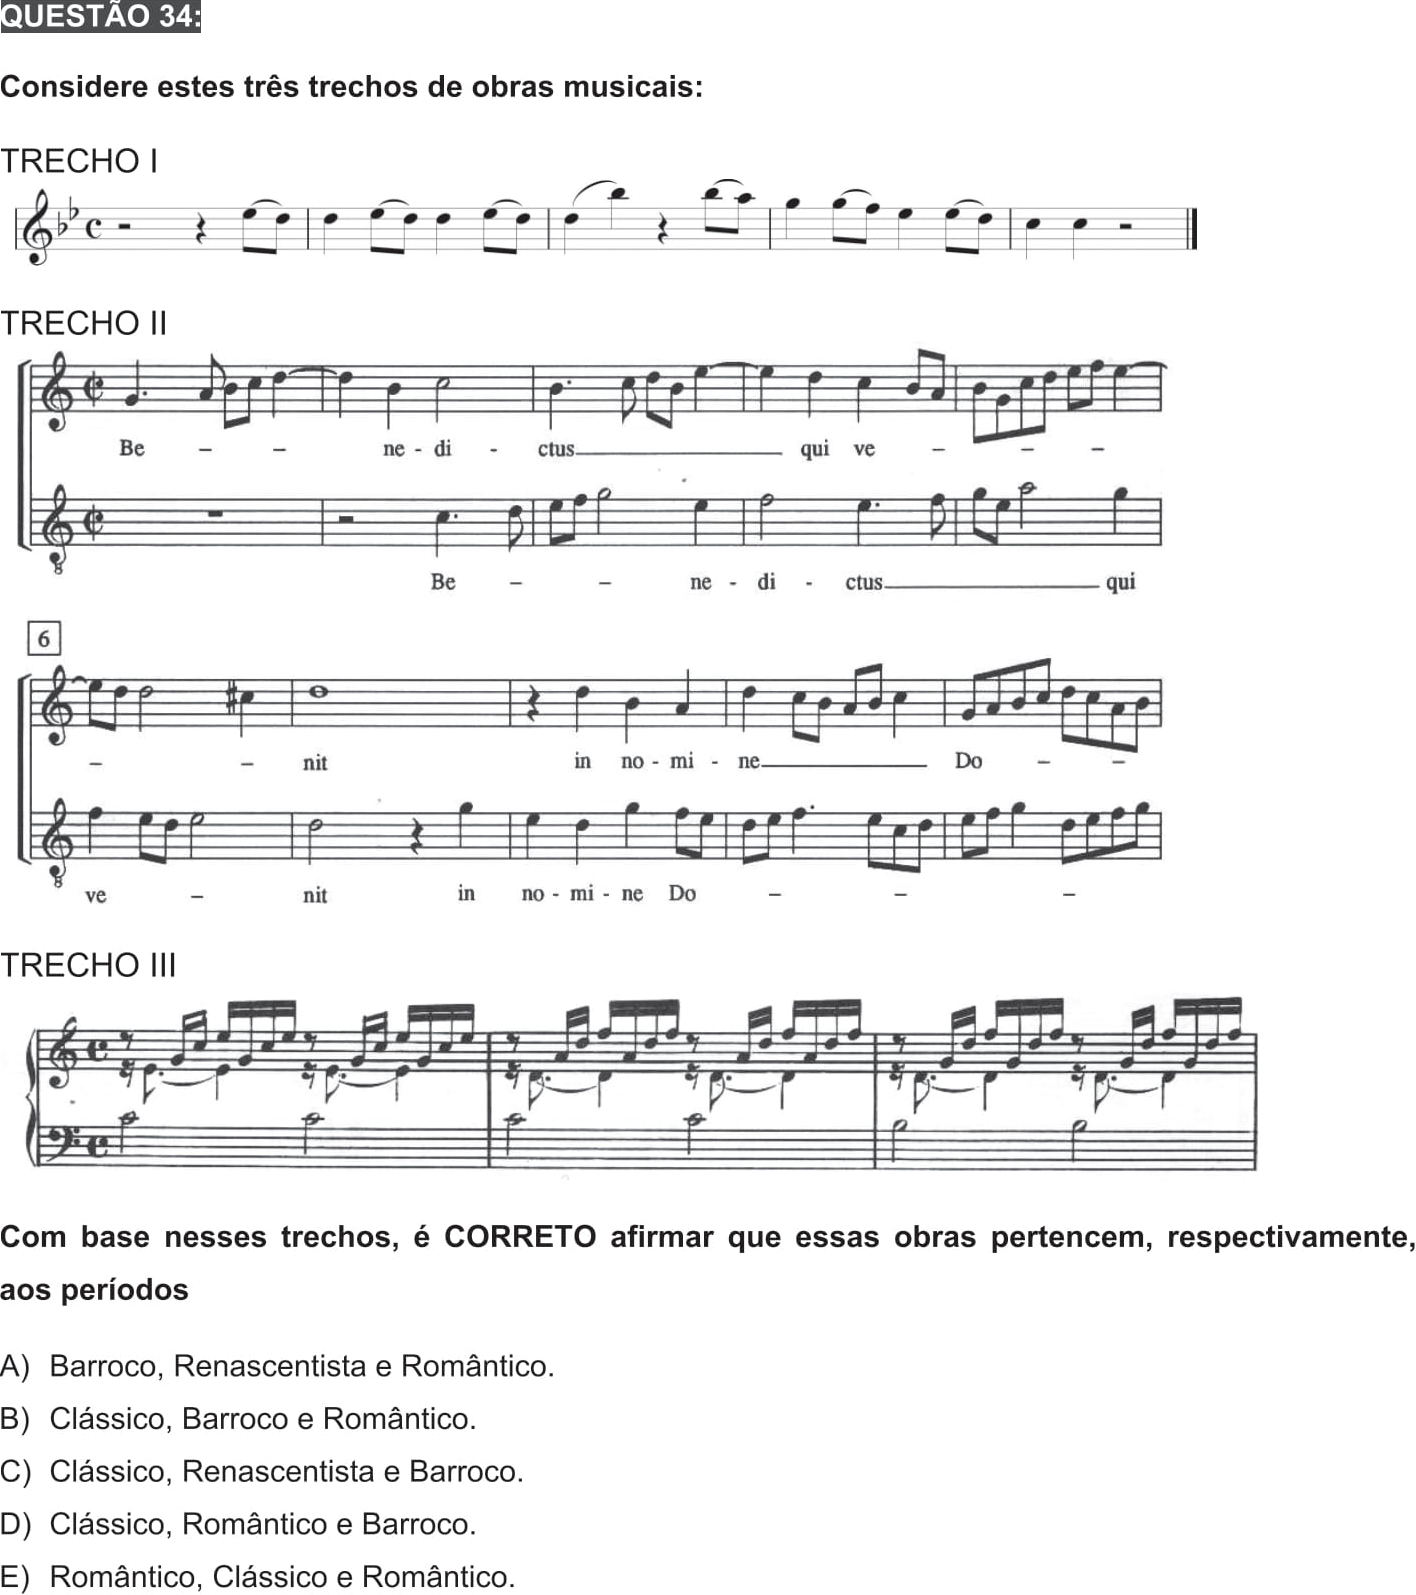 QUESTÃO 34:
Considere estes três trechos de obras musicais:
TRECHO I
TRECHO II
Be - - ne - di - ctus qui ve - - -
Be - - ne - di - ctus qui
6
- - nit in no - mi - ne Do - -
ve - nit in no - mi - ne Do - - -
TRECHO III
Com base nesses trechos, é CORRETO afirmar que essas obras pertencem, respectivamente,
aos períodos
A) Barroco, Renascentista e Romântico.
B) Clássico, Barroco e Romântico.
C) Clássico, Renascentista e Barroco.
D) Clássico, Romântico e Barroco.
E) Romântico, Clássico e Romântico.